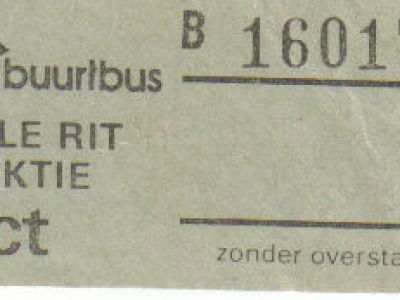 B 1601
buurtbus
LE RIT
KTIE
ct
zonder oversta